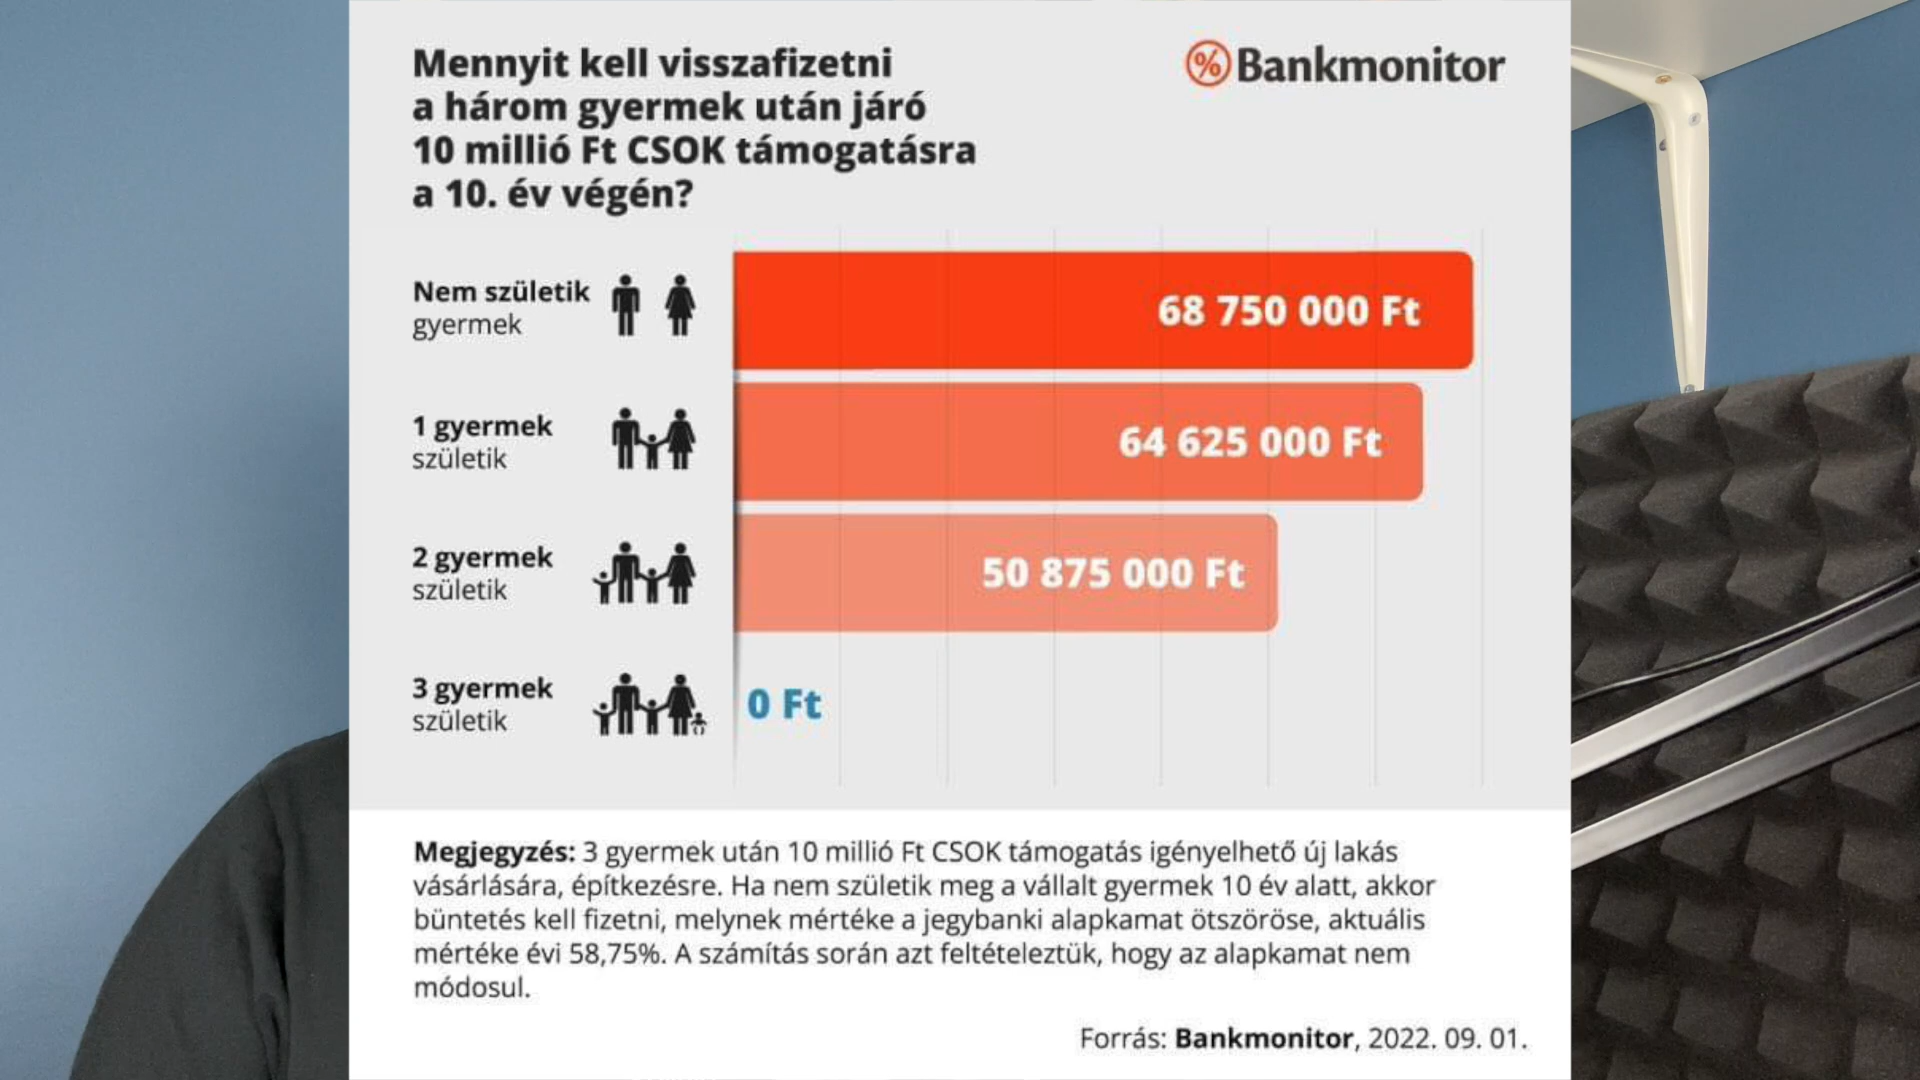 Mennyit kell visszafizetni
a három gyermek után járó
10 millió Ft CSOK támogatásra
a 10. év végén?
% Bankmonitor
Nem születik
gyermek
68 750 000 Ft
1 gyermek
születik
64 625 000 Ft
2 gyermek
születik
50 875 000 Ft
3 gyermek
születik
0 Ft
Megjegyzés: 3 gyermek után 10 millió Ft CSOK támogatás igényelhető új lakás
vásárlására, építkezésre. Ha nem születik meg a vállalt gyermek 10 év alatt, akkor
büntetés kell fizetni, melynek mértéke a jegybanki alapkamat ötszöröse, aktuális
mértéke évi 58,75%. A számítás során azt feltételeztük, hogy az alapkamat nem
módosul.
Forrás: Bankmonitor, 2022. 09. 01.